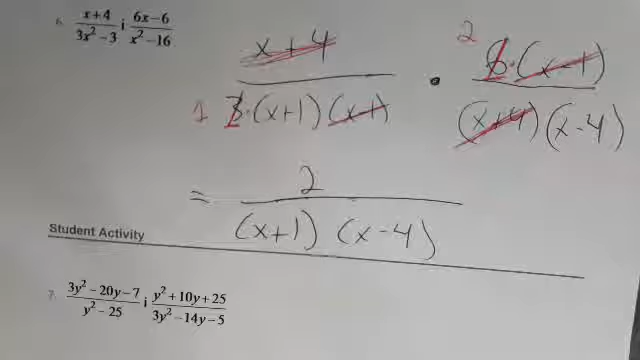 6. (x+4)/(3x² − 3) i (6x−6)/(x² −16)
(x+4)/(3·(x+1)(x-1)) · (6·(x-1))/((x+4)(x-4))
1 2
= 2/((x+1) (x-4))
Student Activity
7. (3y² − 20y − 7)/(y² − 25) i (y² +10y + 25)/(3y² −14y − 5)